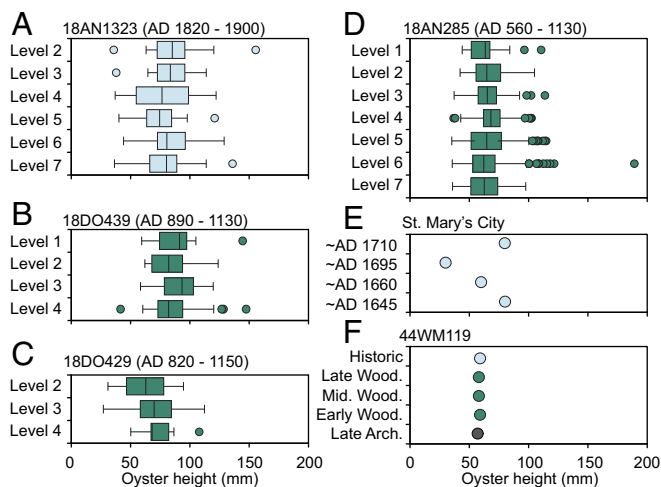 A
18AN1323 (AD 1820 - 1900)
Level 2
Level 3
Level 4
Level 5
Level 6
Level 7
B
18DO439 (AD 890 - 1130)
Level 1
Level 2
Level 3
Level 4
C
18DO429 (AD 820 - 1150)
Level 2
Level 3
Level 4
0 50 100 150 200
Oyster height (mm)
D
18AN285 (AD 560 - 1130)
Level 1
Level 2
Level 3
Level 4
Level 5
Level 6
Level 7
E
St. Mary's City
~AD 1710
~AD 1695
~AD 1660
~AD 1645
F
44WM119
Historic
Late Wood.
Mid. Wood.
Early Wood.
Late Arch.
0 50 100 150 200
Oyster height (mm)